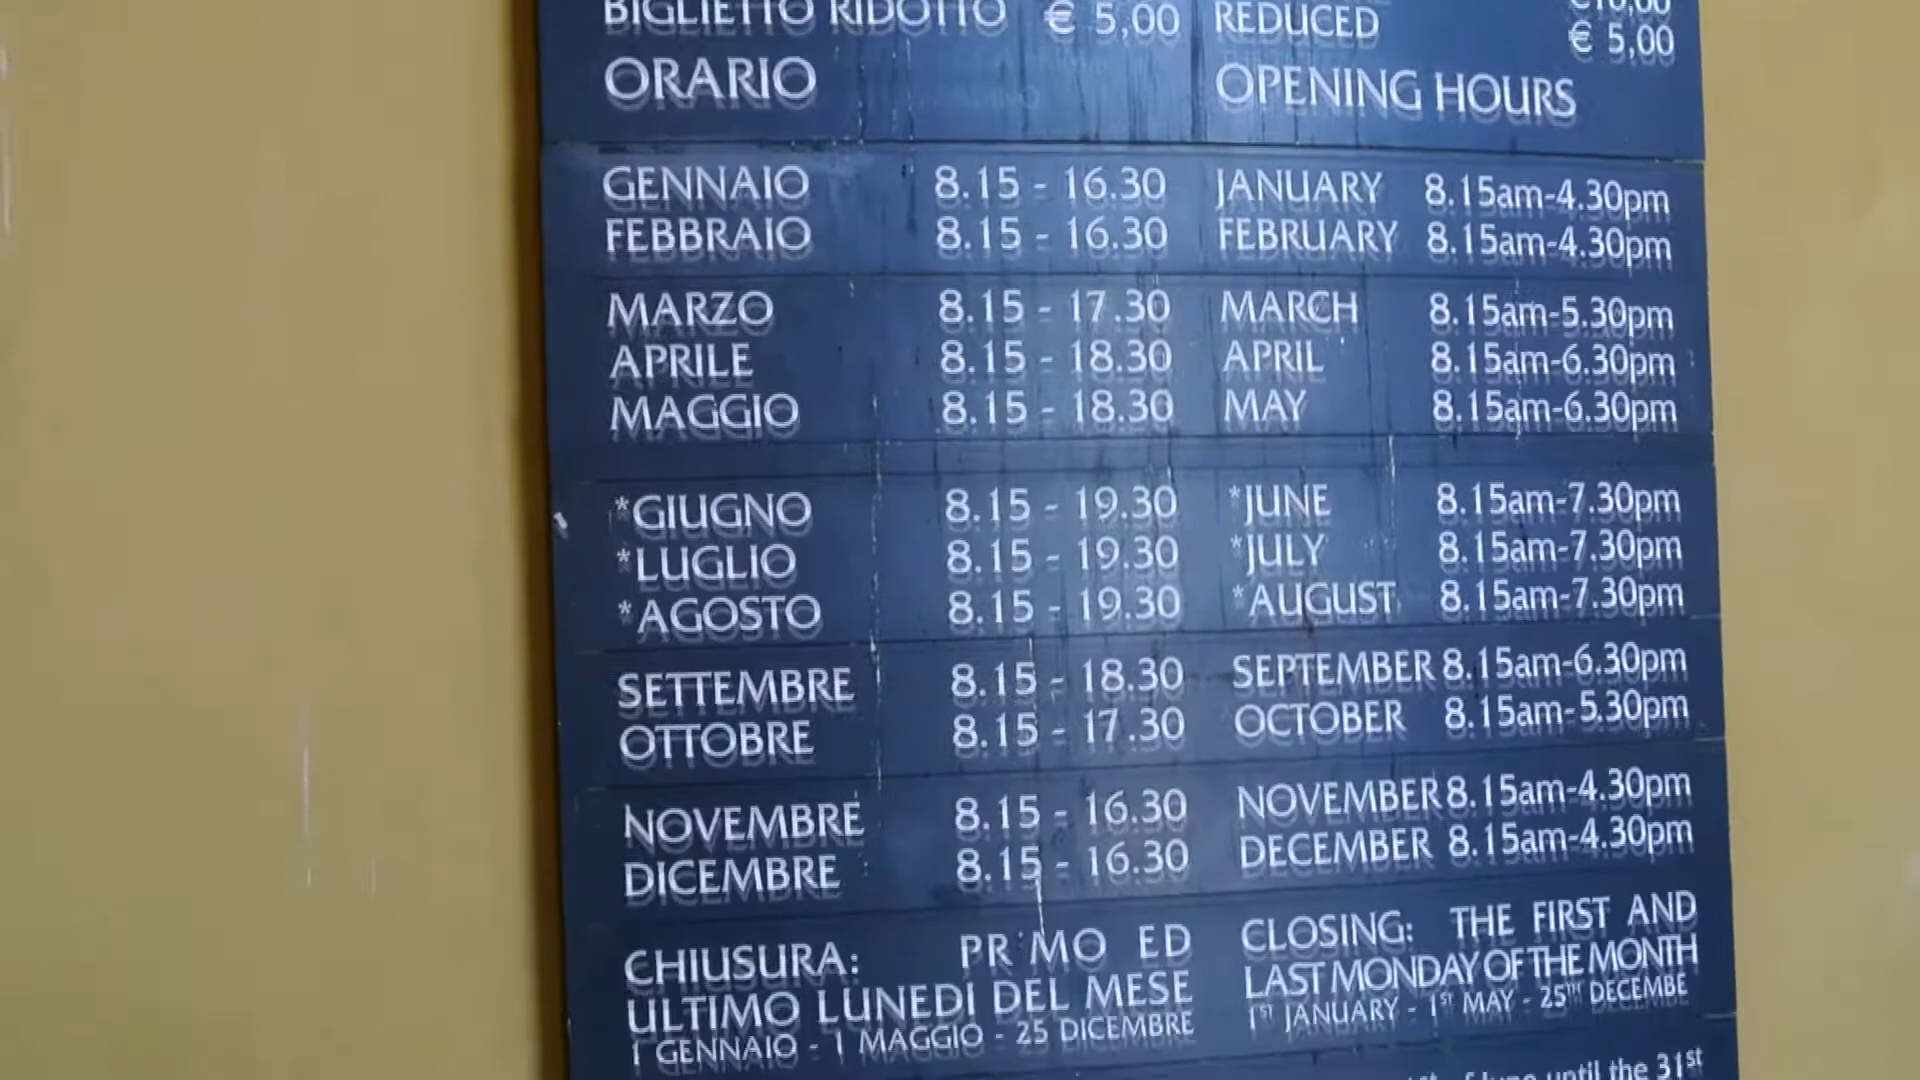 BIGLIETTO RIDOTTO € 5,00
ORARIO
GENNAIO 8.15 - 16.30
FEBBRAIO 8.15 - 16.30
MARZO 8.15 - 17.30
APRILE 8.15 - 18.30
MAGGIO 8.15 - 18.30
*GIUGNO 8.15 - 19.30
*LUGLIO 8.15 - 19.30
*AGOSTO 8.15 - 19.30
SETTEMBRE 8.15 - 18.30
OTTOBRE 8.15 - 17.30
NOVEMBRE 8.15 - 16.30
DICEMBRE 8.15 - 16.30
CHIUSURA: PRIMO ED
ULTIMO LUNEDI DEL MESE
1 GENNAIO - 1 MAGGIO - 25 DICEMBRE
€10,00
REDUCED € 5,00
OPENING HOURS
JANUARY 8.15am-4.30pm
FEBRUARY 8.15am-4.30pm
MARCH 8.15am-5.30pm
APRIL 8.15am-6.30pm
MAY 8.15am-6.30pm
*JUNE 8.15am-7.30pm
*JULY 8.15am-7.30pm
*AUGUST 8.15am-7.30pm
SEPTEMBER 8.15am-6.30pm
OCTOBER 8.15am-5.30pm
NOVEMBER 8.15am-4.30pm
DECEMBER 8.15am-4.30pm
CLOSING: THE FIRST AND
LAST MONDAY OF THE MONTH
1ST JANUARY - 1ST MAY - 25TH DECEMBE
of June until the 31st